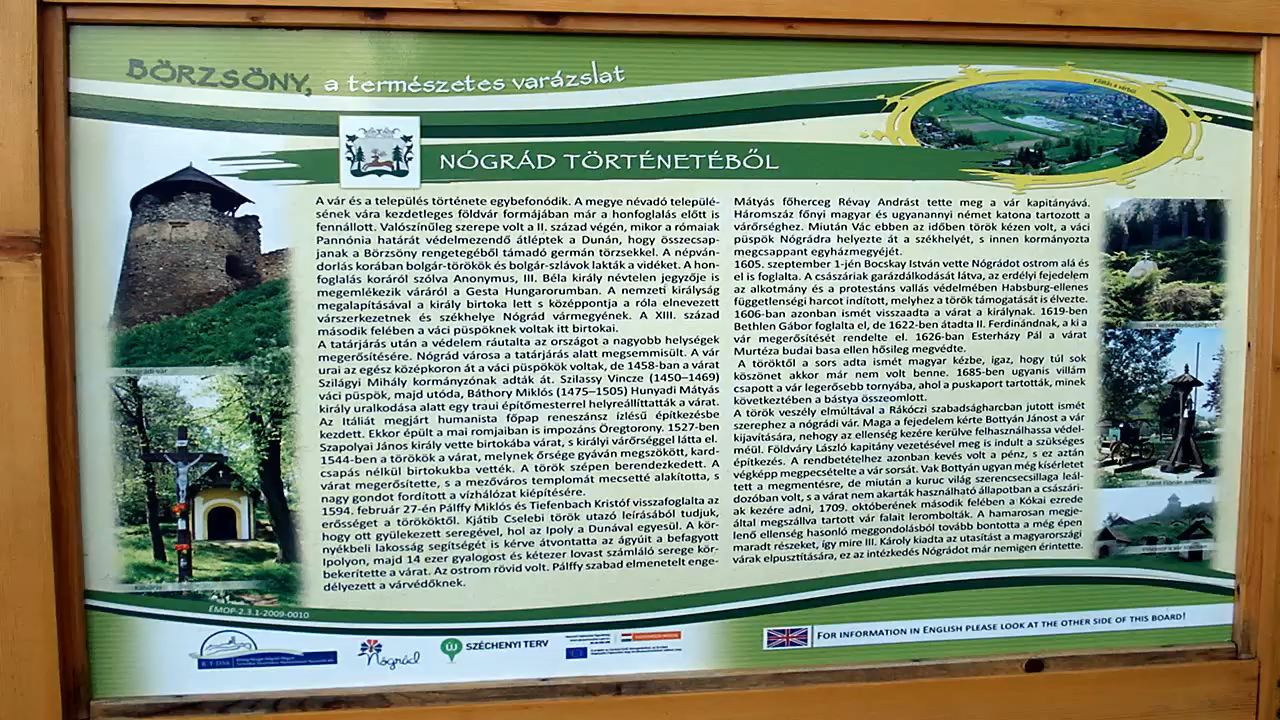 BÖRZSÖNY, a természetes varázslat
Kilátás a várból
NÓGRÁD TÖRTÉNETÉBŐL
A vár és a település története egybefonódik. A megye névadó települé-
sének vára kezdetleges földvár formájában már a honfoglalás előtt is
fennállott. Valószínűleg szerepe volt a II. század végén, mikor a rómaiak
Pannónia határát védelmezendő átléptek a Dunán, hogy összecsap-
janak a Börzsöny rengetegéből támadó germán törzsekkel. A népván-
dorlás korában bolgár-törökök és bolgár-szlávok lakták a vidéket. A hon-
foglalás koráról szólva Anonymus, III. Béla király névtelen jegyzője is
megemlékezik váráról a Gesta Hungarorumban. A nemzeti királyság
megalapításával a király birtoka lett s középpontja a róla elnevezett
várszerkezetnek és székhelye Nógrád vármegyének. A XIII. század
második felében a váci püspöknek voltak itt birtokai.
A tatárjárás után a védelem ráutalta az országot a nagyobb helységek
megerősítésére. Nógrád városa a tatárjárás alatt megsemmisült. A vár
urai az egész középkoron át a váci püspökök voltak, de 1458-ban a várat
Szilágyi Mihály kormányzónak adták át. Szilassy Vincze (1450–1469)
váci püspök, majd utóda, Báthory Miklós (1475–1505) Hunyadi Mátyás
király uralkodása alatt egy traui építőmesterrel helyreállíttatták a várat.
Az Itáliát megjárt humanista főpap reneszánsz ízlésű építkezésbe
kezdett. Ekkor épült a mai romjaiban is impozáns Öregtorony. 1527-ben
Szapolyai János király vette birtokába várat, s királyi várőrséggel látta el.
1544-ben a törökök a várat, melynek őrsége gyáván megszökött, kard-
csapás nélkül birtokukba vették. A török szépen berendezkedett. A
várat megerősítette, s a mezőváros templomát mecsetté alakította, s
nagy gondot fordított a vízhálózat kiépítésére.
1594. február 27-én Pálffy Miklós és Tiefenbach Kristóf visszafoglalta az
erősséget a törököktől. Kjátib Cselebi török utazó leírásából tudjuk,
hogy ott gyülekezett seregével, hol az Ipoly a Dunával egyesül. A kör-
nyékbeli lakosság segítségét is kérve átvontatta az ágyúit a befagyott
Ipolyon, majd 14 ezer gyalogost és kétezer lovast számláló serege kör-
bekerítette a várat. Az ostrom rövid volt. Pálffy szabad elmenetelt enge-
délyezett a várvédőknek.
Mátyás főherceg Révay Andrást tette meg a vár kapitányává.
Háromszáz főnyi magyar és ugyanannyi német katona tartozott a
várőrséghez. Miután Vác ebben az időben török kézen volt, a váci
püspök Nógrádra helyezte át a székhelyét, s innen kormányozta
megcsappant egyházmegyéjét.
1605. szeptember 1-jén Bocskay István vette Nógrádot ostrom alá és
el is foglalta. A császáriak garázdálkodását látva, az erdélyi fejedelem
az alkotmány és a protestáns vallás védelmében Habsburg-ellenes
függetlenségi harcot indított, melyhez a török támogatását is élvezte.
1606-ban azonban ismét visszaadta a várat a királynak. 1619-ben
Bethlen Gábor foglalta el, de 1622-ben átadta II. Ferdinándnak, a ki a
vár megerősítését rendelte el. 1626-ban Esterházy Pál a várat
Murtéza budai basa ellen hősileg megvédte.
A töröktől a sors adta ismét magyar kézbe, igaz, hogy túl sok
köszönet akkor már nem volt benne. 1685-ben ugyanis villám
csapott a vár legerősebb tornyába, ahol a puskaport tartották, minek
következtében a bástya összeomlott.
A török veszély elmúltával a Rákóczi szabadságharcban jutott ismét
szerephez a nógrádi vár. Maga a fejedelem kérte Bottyán Jánost a vár
kijavítására, nehogy az ellenség kezére kerülve felhasználhassa védel-
méül. Földváry László kapitány vezetésével meg is indult a szükséges
építkezés. A rendbetételhez azonban kevés volt a pénz, s ez aztán
végképp megpecsételte a vár sorsát. Vak Bottyán ugyan még kísérletet
tett a megmentésre, de miután a kuruc világ szerencsecsillaga leál-
dozóban volt, s a várat nem akarták használható állapotban a császári-
ak kezére adni, 1709. októberének második felében a Kókai ezrede
által megszállva tartott vár falait lerombolták. A hamarosan megje-
lenő ellenség hasonló meggondolásból tovább bontotta a még épen
maradt részeket, így mire III. Károly kiadta az utasítást a magyarországi
várak elpusztítására, ez az intézkedés Nógrádot már nemigen érintette.
Nógrádi vár
Kálvária
ÉMOP-2.3.1-2009-0010
Nógrád
SZÉCHENYI TERV
FOR INFORMATION IN ENGLISH PLEASE LOOK AT THE OTHER SIDE OF THIS BOARD!